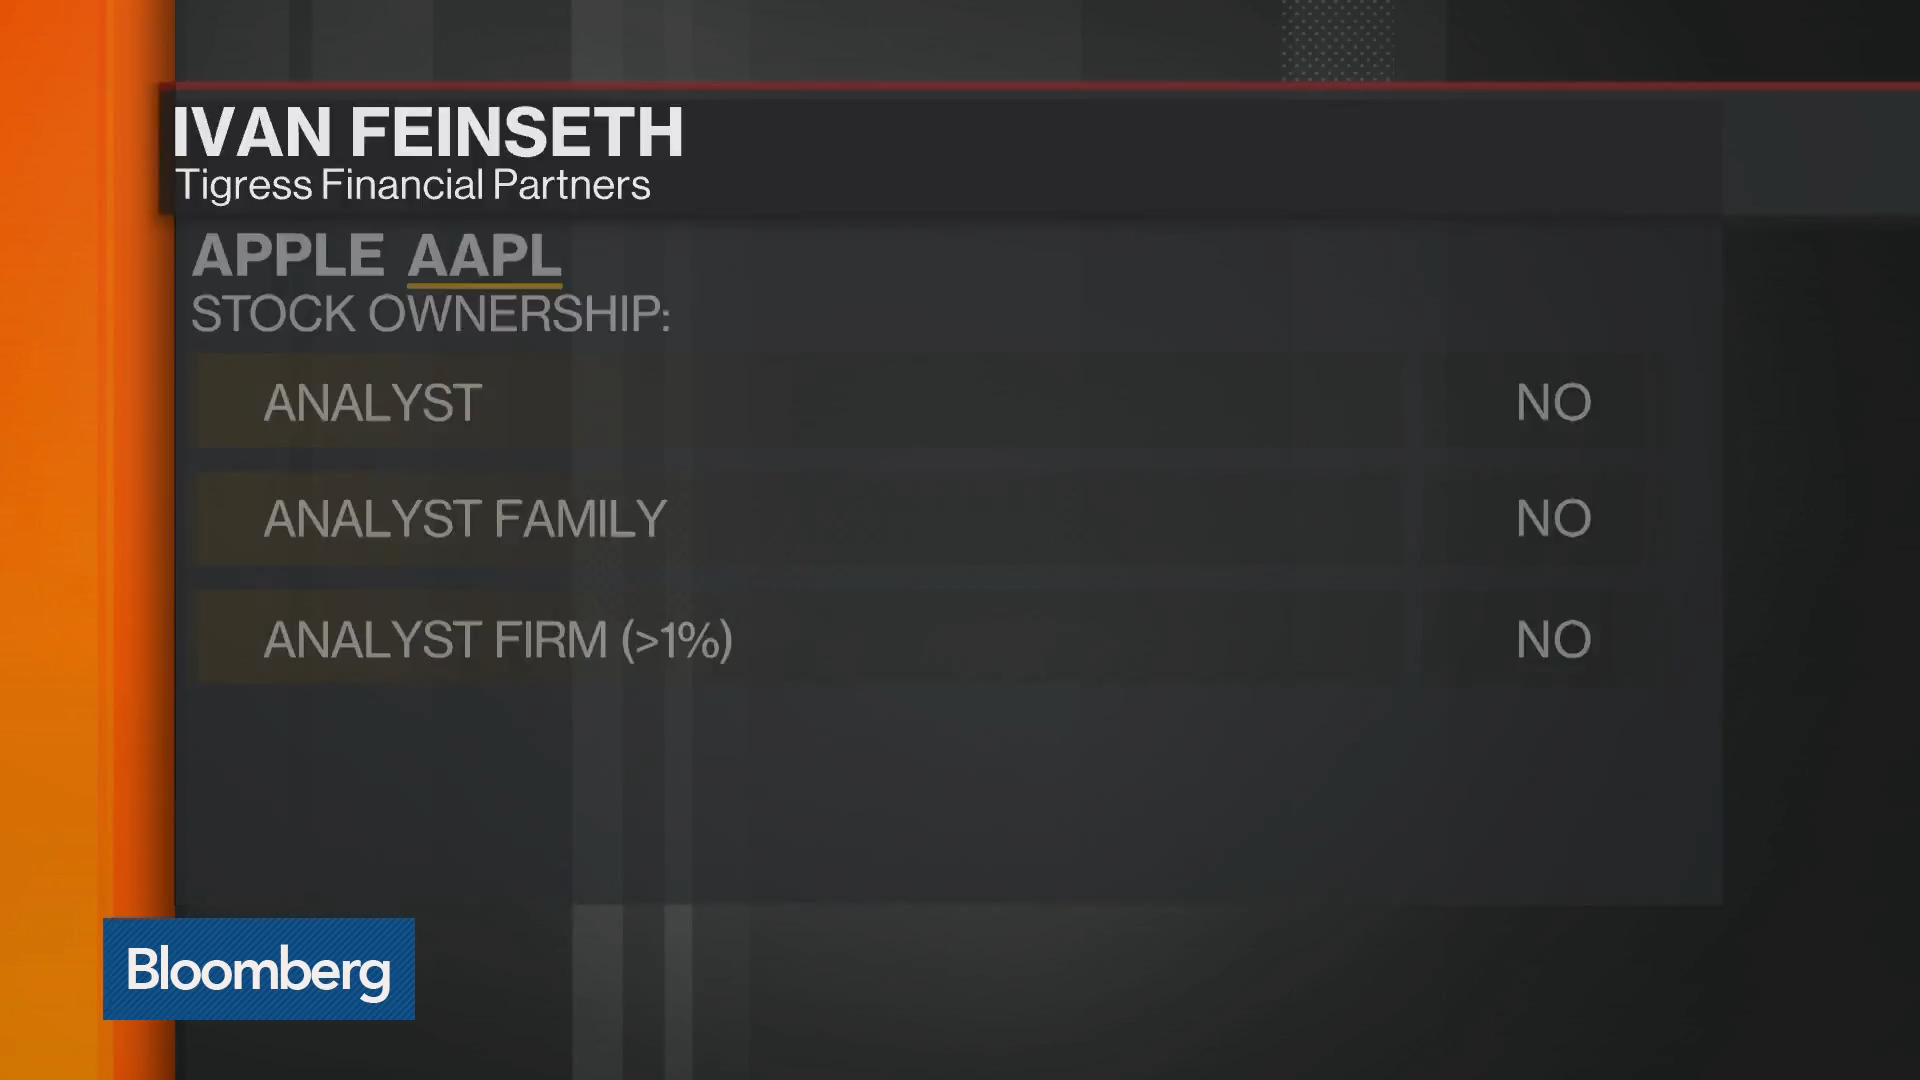 IVAN FEINSETH
Tigress Financial Partners
APPLE AAPL
STOCK OWNERSHIP:
ANALYST NO
ANALYST FAMILY NO
ANALYST FIRM (>1%) NO
Bloomberg